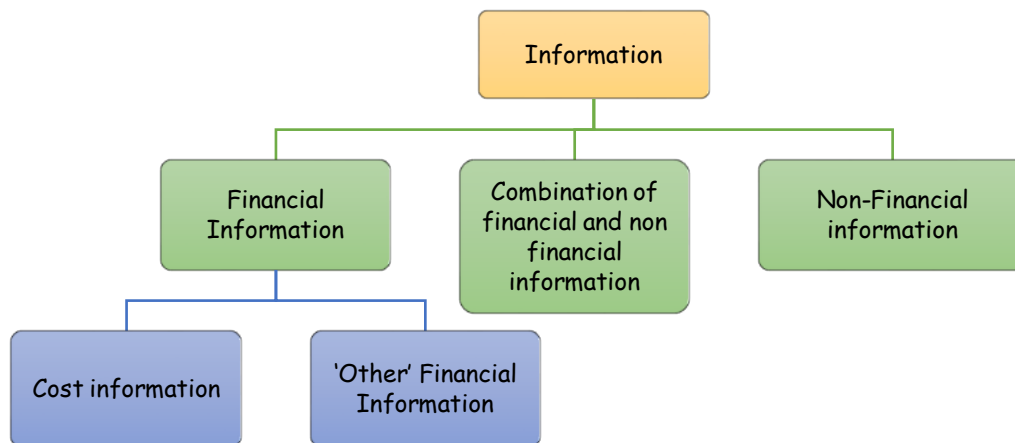 Information
Financial
Information
Combination of
financial and non
financial
information
Non-Financial
information
Cost information
‘Other’ Financial
Information